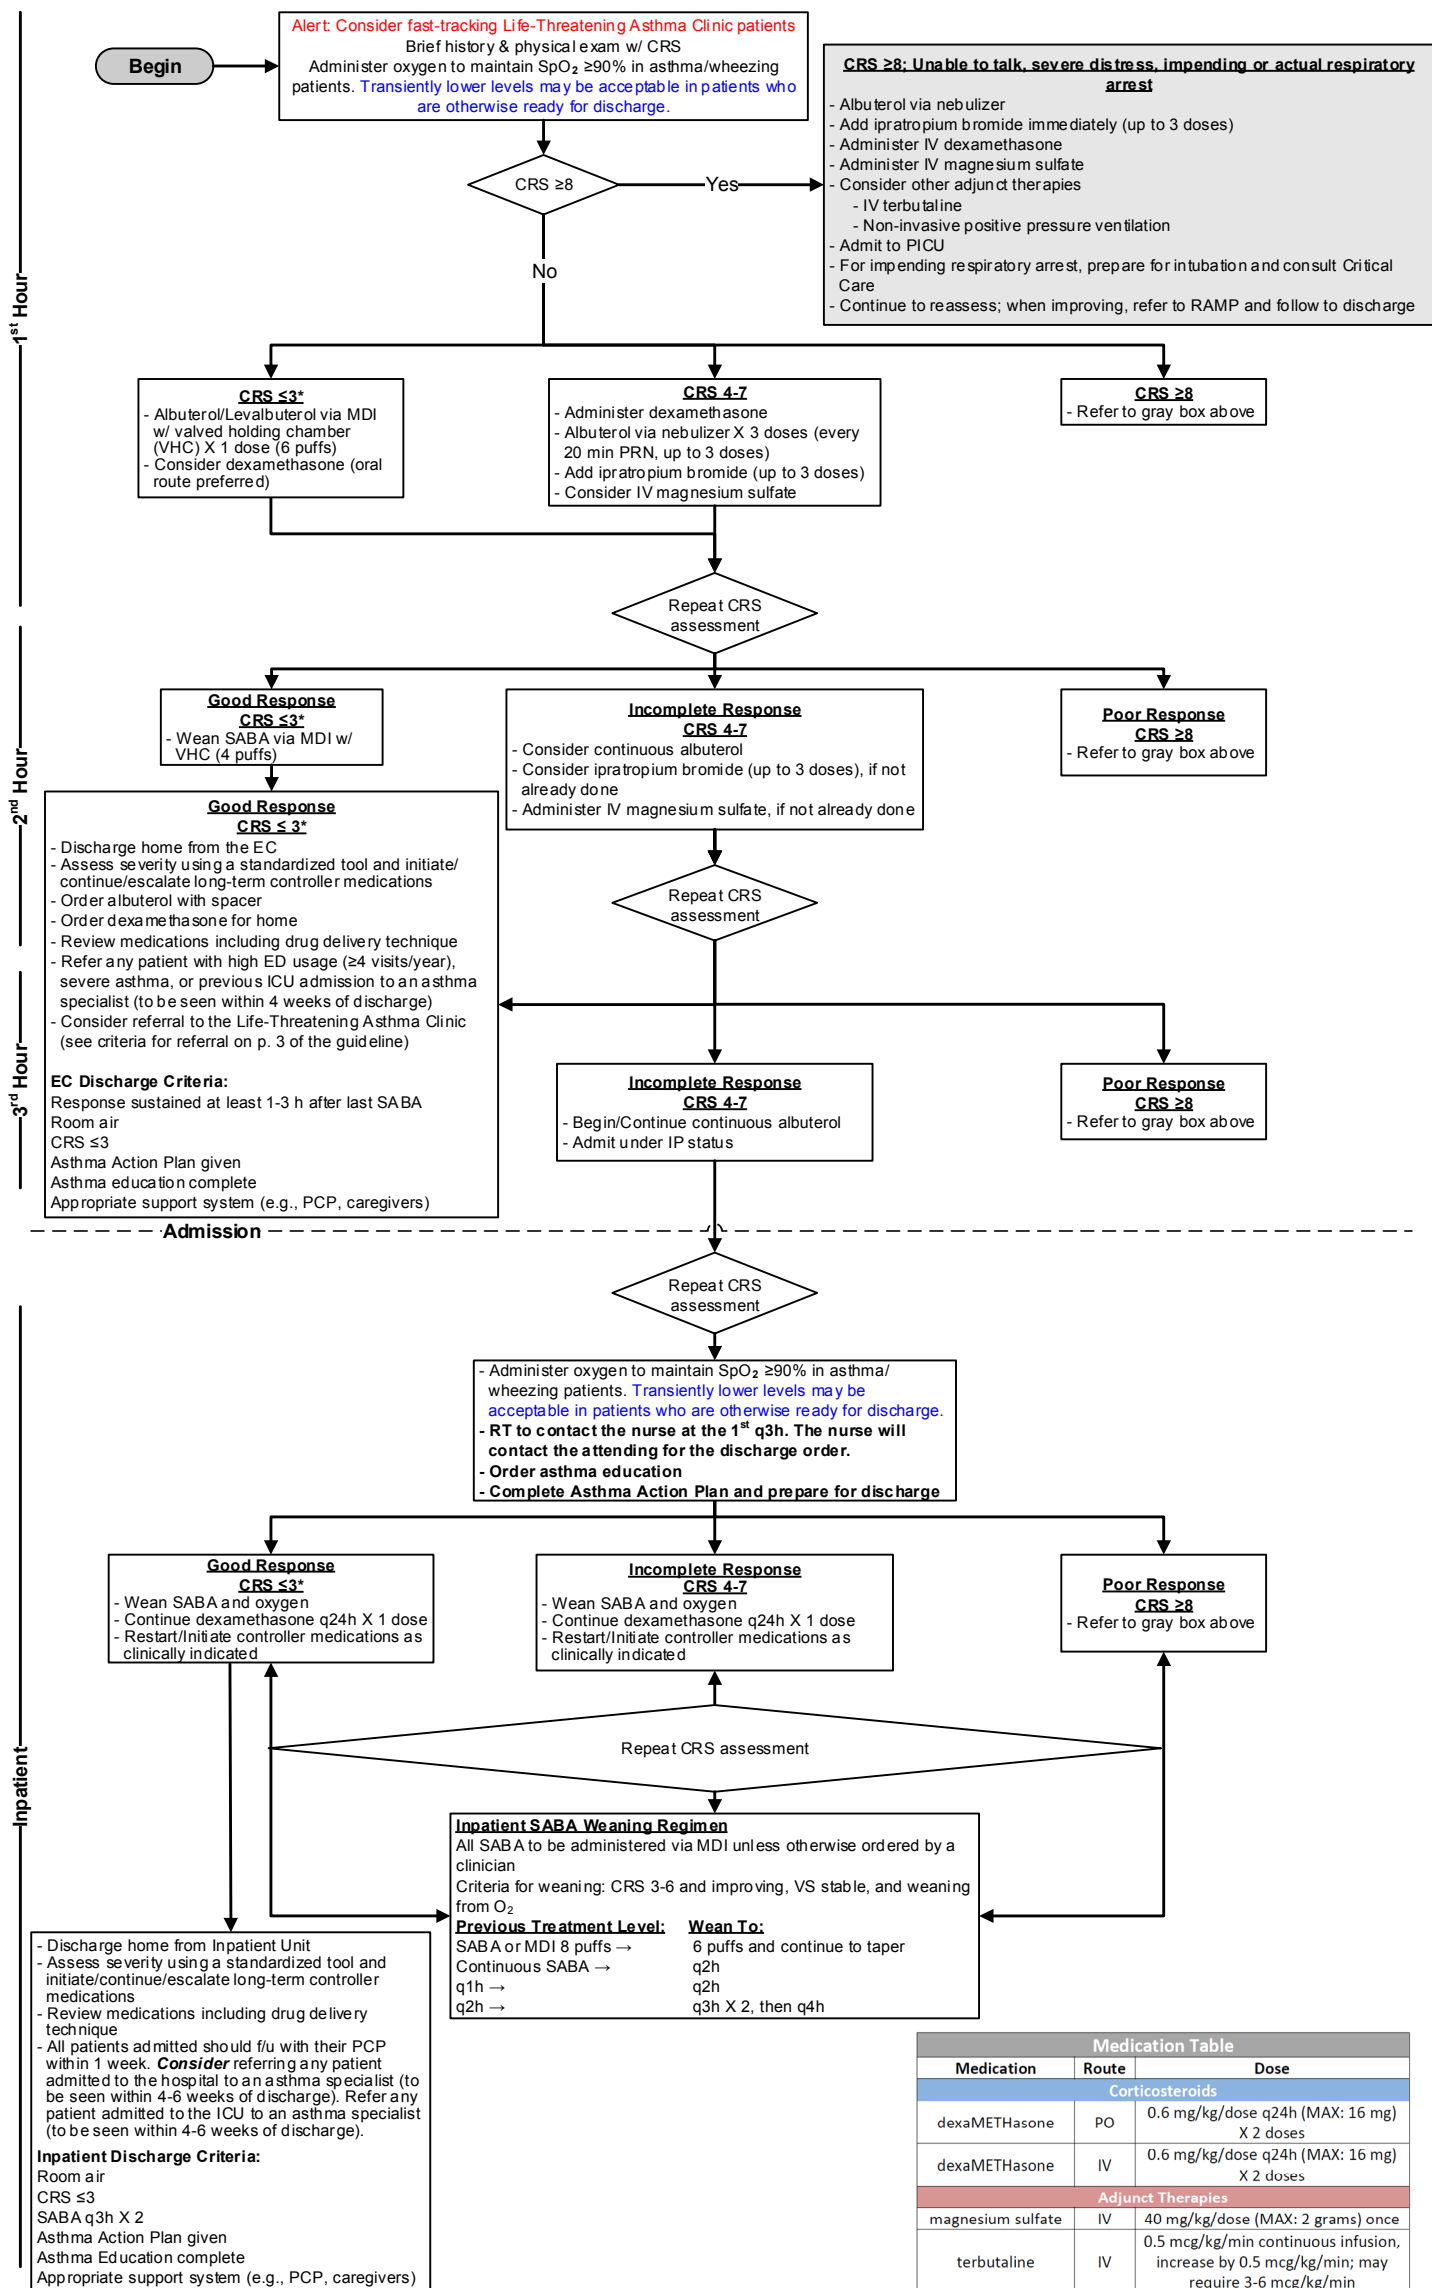 Alert: Consider fast-tracking Life-Threatening Asthma Clinic patients
Brief history & physical exam w/ CRS
Administer oxygen to maintain SpO₂ ≥90% in asthma/wheezing
patients. Transiently lower levels may be acceptable in patients who
are otherwise ready for discharge.
Begin
CRS ≥8; Unable to talk, severe distress, impending or actual respiratory
arrest
- Albuterol via nebulizer
- Add ipratropium bromide immediately (up to 3 doses)
- Administer IV dexamethasone
- Administer IV magnesium sulfate
- Consider other adjunct therapies
- IV terbutaline
- Non-invasive positive pressure ventilation
- Admit to PICU
- For impending respiratory arrest, prepare for intubation and consult Critical
Care
- Continue to reassess; when improving, refer to RAMP and follow to discharge
CRS ≥8
Yes
No
1st Hour
CRS ≤3*
- Albuterol/Levalbuterol via MDI
w/ valved holding chamber
(VHC) X 1 dose (6 puffs)
- Consider dexamethasone (oral
route preferred)
CRS 4-7
- Administer dexamethasone
- Albuterol via nebulizer X 3 doses (every
20 min PRN, up to 3 doses)
- Add ipratropium bromide (up to 3 doses)
- Consider IV magnesium sulfate
CRS ≥8
- Refer to gray box above
Repeat CRS
assessment
2nd Hour
Good Response
CRS ≤3*
- Wean SABA via MDI w/
VHC (4 puffs)
Incomplete Response
CRS 4-7
- Consider continuous albuterol
- Consider ipratropium bromide (up to 3 doses), if not
already done
- Administer IV magnesium sulfate, if not already done
Poor Response
CRS ≥8
- Refer to gray box above
Good Response
CRS ≤ 3*
- Discharge home from the EC
- Assess severity using a standardized tool and initiate/
continue/escalate long-term controller medications
- Order albuterol with spacer
- Order dexamethasone for home
- Review medications including drug delivery technique
- Refer any patient with high ED usage (≥4 visits/year),
severe asthma, or previous ICU admission to an asthma
specialist (to be seen within 4 weeks of discharge)
- Consider referral to the Life-Threatening Asthma Clinic
(see criteria for referral on p. 3 of the guideline)
EC Discharge Criteria:
Response sustained at least 1-3 h after last SABA
Room air
CRS ≤3
Asthma Action Plan given
Asthma education complete
Appropriate support system (e.g., PCP, caregivers)
Repeat CRS
assessment
3rd Hour
Incomplete Response
CRS 4-7
- Begin/Continue continuous albuterol
- Admit under IP status
Poor Response
CRS ≥8
- Refer to gray box above
Admission
Repeat CRS
assessment
- Administer oxygen to maintain SpO₂ ≥90% in asthma/
wheezing patients. Transiently lower levels may be
acceptable in patients who are otherwise ready for discharge.
- RT to contact the nurse at the 1st q3h. The nurse will
contact the attending for the discharge order.
- Order asthma education
- Complete Asthma Action Plan and prepare for discharge
Inpatient
Good Response
CRS ≤3*
- Wean SABA and oxygen
- Continue dexamethasone q24h X 1 dose
- Restart/Initiate controller medications as
clinically indicated
Incomplete Response
CRS 4-7
- Wean SABA and oxygen
- Continue dexamethasone q24h X 1 dose
- Restart/Initiate controller medications as
clinically indicated
Poor Response
CRS ≥8
- Refer to gray box above
Repeat CRS assessment
Inpatient SABA Weaning Regimen
All SABA to be administered via MDI unless otherwise ordered by a
clinician
Criteria for weaning: CRS 3-6 and improving, VS stable, and weaning
from O₂
Previous Treatment Level: Wean To:
SABA or MDI 8 puffs → 6 puffs and continue to taper
Continuous SABA → q2h
q1h → q2h
q2h → q3h X 2, then q4h
- Discharge home from Inpatient Unit
- Assess severity using a standardized tool and
initiate/continue/escalate long-term controller
medications
- Review medications including drug delivery
technique
- All patients admitted should f/u with their PCP
within 1 week. Consider referring any patient
admitted to the hospital to an asthma specialist (to
be seen within 4-6 weeks of discharge). Refer any
patient admitted to the ICU to an asthma specialist
(to be seen within 4-6 weeks of discharge).
Inpatient Discharge Criteria:
Room air
CRS ≤3
SABA q3h X 2
Asthma Action Plan given
Asthma Education complete
Appropriate support system (e.g., PCP, caregivers)
Medication Table
Medication Route Dose
Corticosteroids
dexaMETHasone PO 0.6 mg/kg/dose q24h (MAX: 16 mg)
X 2 doses
dexaMETHasone IV 0.6 mg/kg/dose q24h (MAX: 16 mg)
X 2 doses
Adjunct Therapies
magnesium sulfate IV 40 mg/kg/dose (MAX: 2 grams) once
terbutaline IV 0.5 mcg/kg/min continuous infusion,
increase by 0.5 mcg/kg/min; may
require 3-6 mcg/kg/min